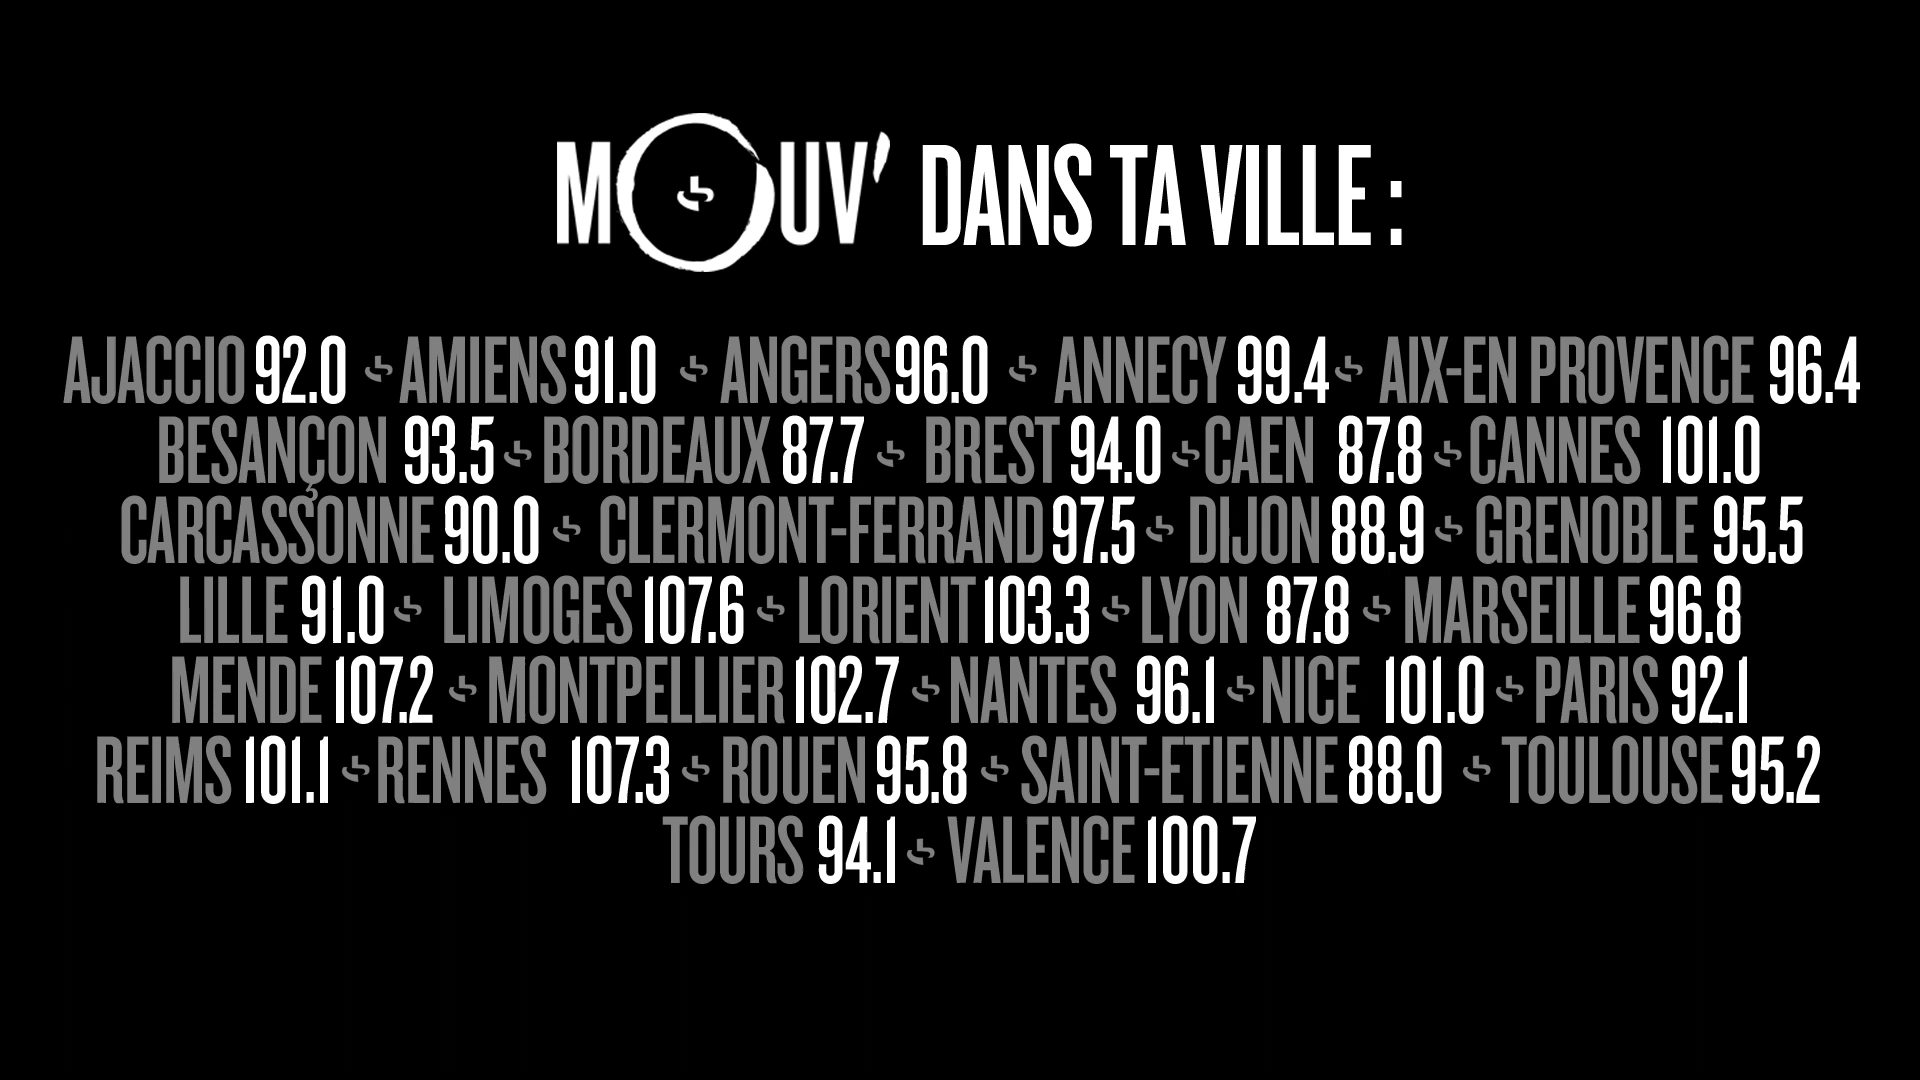 MOUV' DANS TA VILLE :
AJACCIO 92.0 AMIENS 91.0 ANGERS 96.0 ANNECY 99.4 AIX-EN PROVENCE 96.4
BESANÇON 93.5 BORDEAUX 87.7 BREST 94.0 CAEN 87.8 CANNES 101.0
CARCASSONNE 90.0 CLERMONT-FERRAND 97.5 DIJON 88.9 GRENOBLE 95.5
LILLE 91.0 LIMOGES 107.6 LORIENT 103.3 LYON 87.8 MARSEILLE 96.8
MENDE 107.2 MONTPELLIER 102.7 NANTES 96.1 NICE 101.0 PARIS 92.1
REIMS 101.1 RENNES 107.3 ROUEN 95.8 SAINT-ETIENNE 88.0 TOULOUSE 95.2
TOURS 94.1 VALENCE 100.7